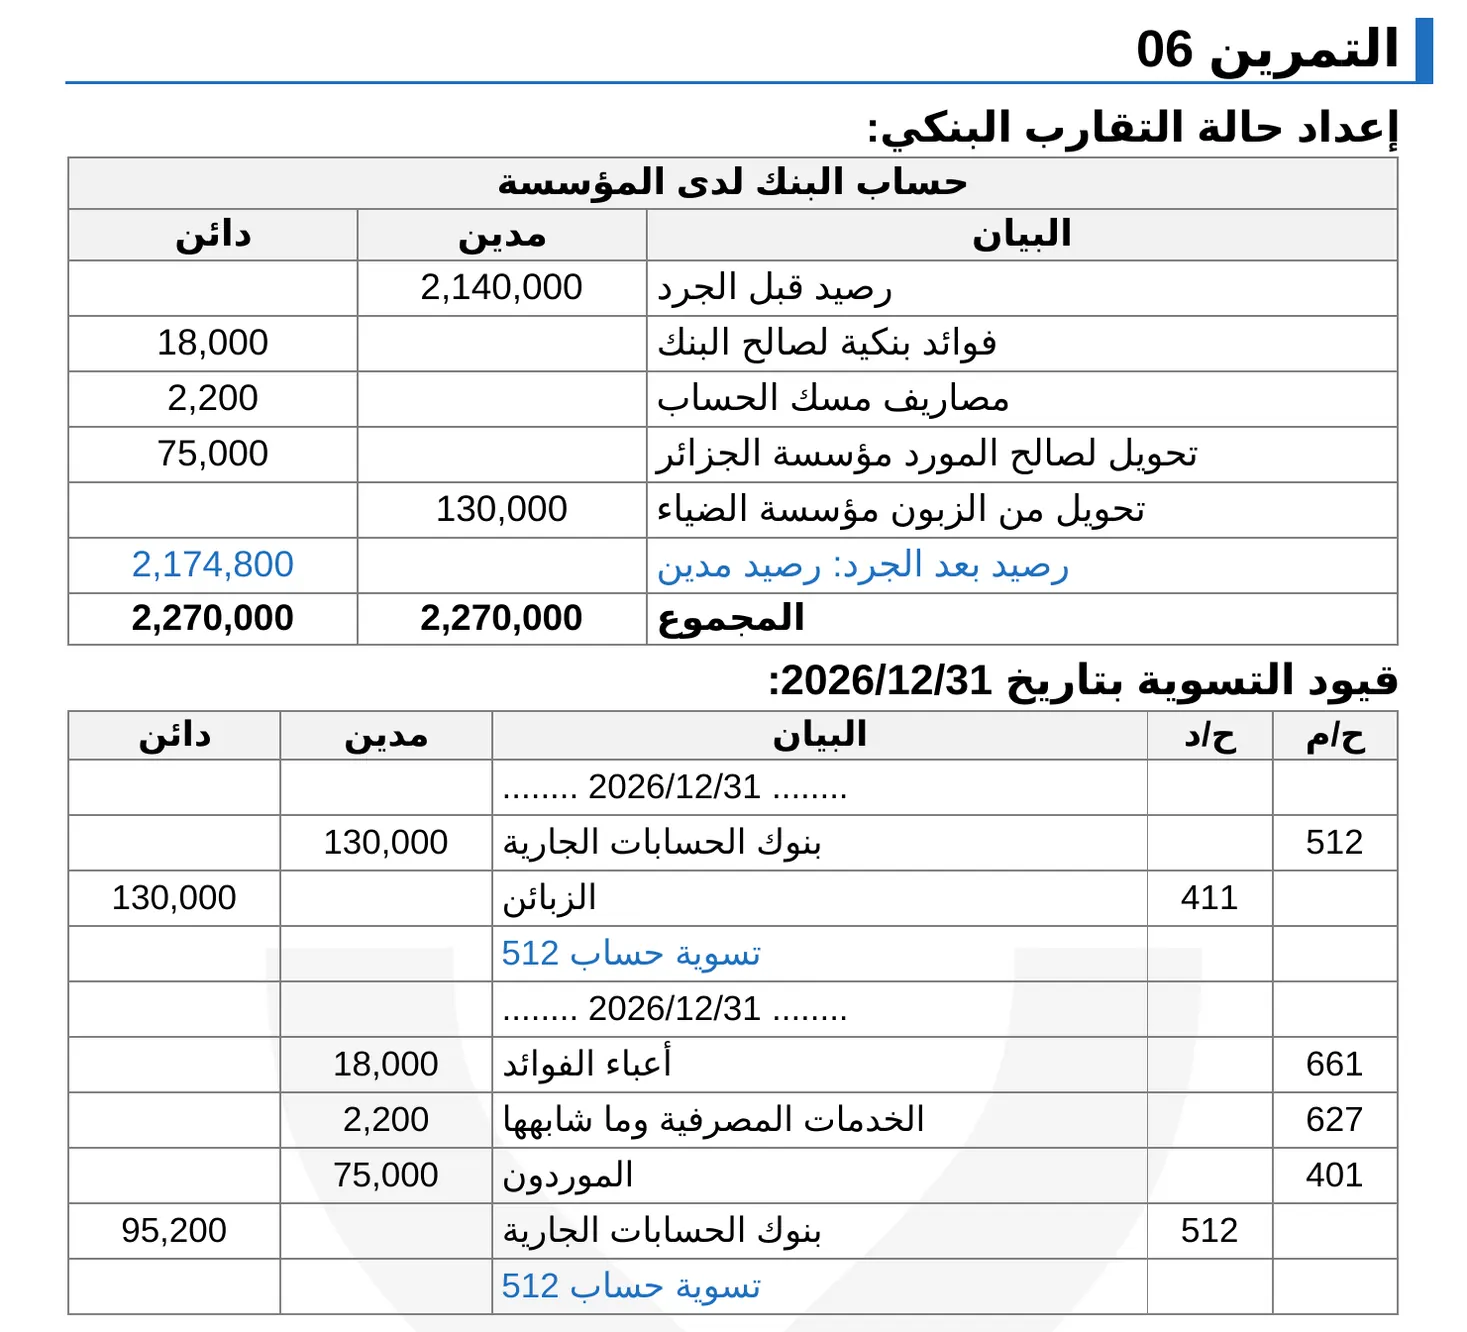 التمرين 06
إعداد حالة التقارب البنكي:
حساب البنك لدى المؤسسة
البيان مدين دائن
رصيد قبل الجرد 2,140,000
فوائد بنكية لصالح البنك 18,000
مصاريف مسك الحساب 2,200
تحويل لصالح المورد مؤسسة الجزائر 75,000
تحويل من الزبون مؤسسة الضياء 130,000
رصيد بعد الجرد: رصيد مدين 2,174,800
المجموع 2,270,000 2,270,000
قيود التسوية بتاريخ 2026/12/31:
ح/م ح/د البيان مدين دائن
........ 2026/12/31 ........
512 بنوك الحسابات الجارية 130,000
411 الزبائن 130,000
تسوية حساب 512
........ 2026/12/31 ........
661 أعباء الفوائد 18,000
627 الخدمات المصرفية وما شابهها 2,200
401 الموردون 75,000
512 بنوك الحسابات الجارية 95,200
تسوية حساب 512